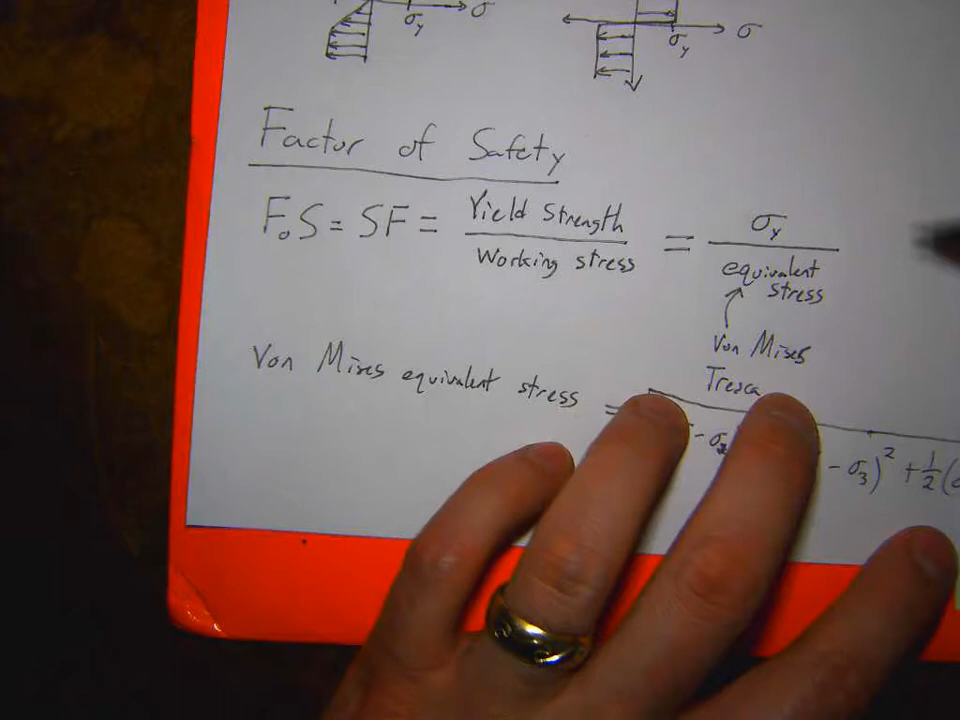 σ σy σ σy
Factor of Safety
F.S = SF = Yield Strength / Working stress = σy / equivalent stress
Von Mises
Tresca
Von Mises equivalent stress =
- σ2 - σ3)² + 1/2 (